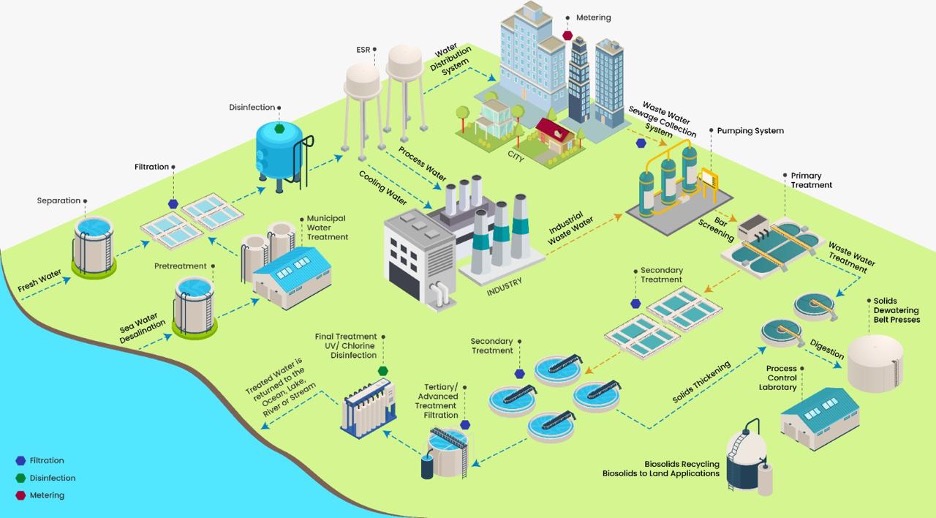 Metering
ESR
Water
Distribution
System
Disinfection
Waste Water
Sewage Collection
System
Pumping System
CITY
Process Water
Cooling Water
Filtration
Primary
Treatment
Separation
Municipal
Water
Treatment
Industrial
Waste Water
Bar
Screening
Waste Water
Treatment
Pretreatment
Fresh Water
INDUSTRY
Secondary
Treatment
Solids
Dewatering
Belt Presses
Sea Water
Desalination
Final Treatment
UV/ Chlorine
Disinfection
Secondary
Treatment
Digestion
Treated Water is
returned to the
Ocean, Lake,
River or Stream
Tertiary/
Advanced
Treatment
Filtration
Solids Thickening
Process
Control
Labrotary
Biosolids Recycling
Biosolids to Land Applications
Filtration
Disinfection
Metering